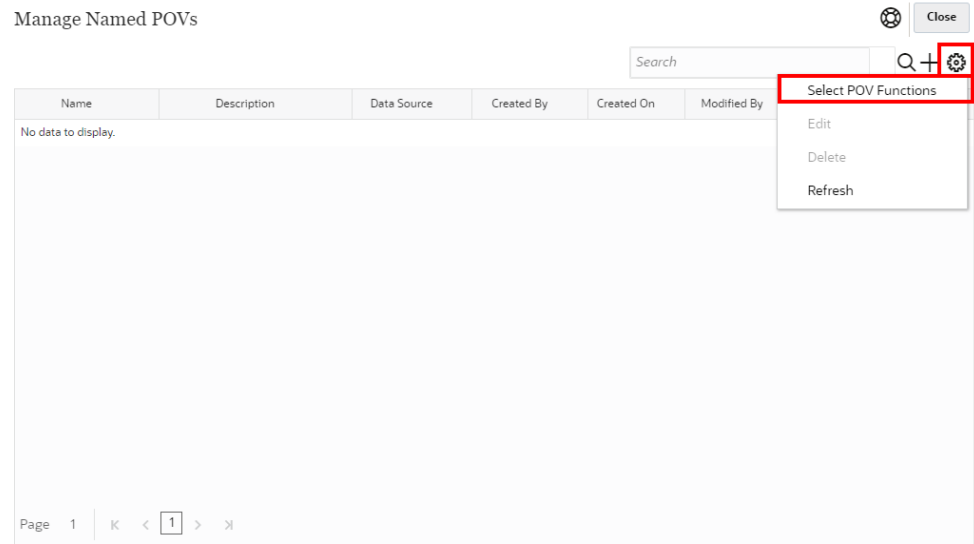 Manage Named POVs
Close
Search
Select POV Functions
Name Description Data Source Created By Created On Modified By
Edit
No data to display.
Delete
Refresh
Page 1 1